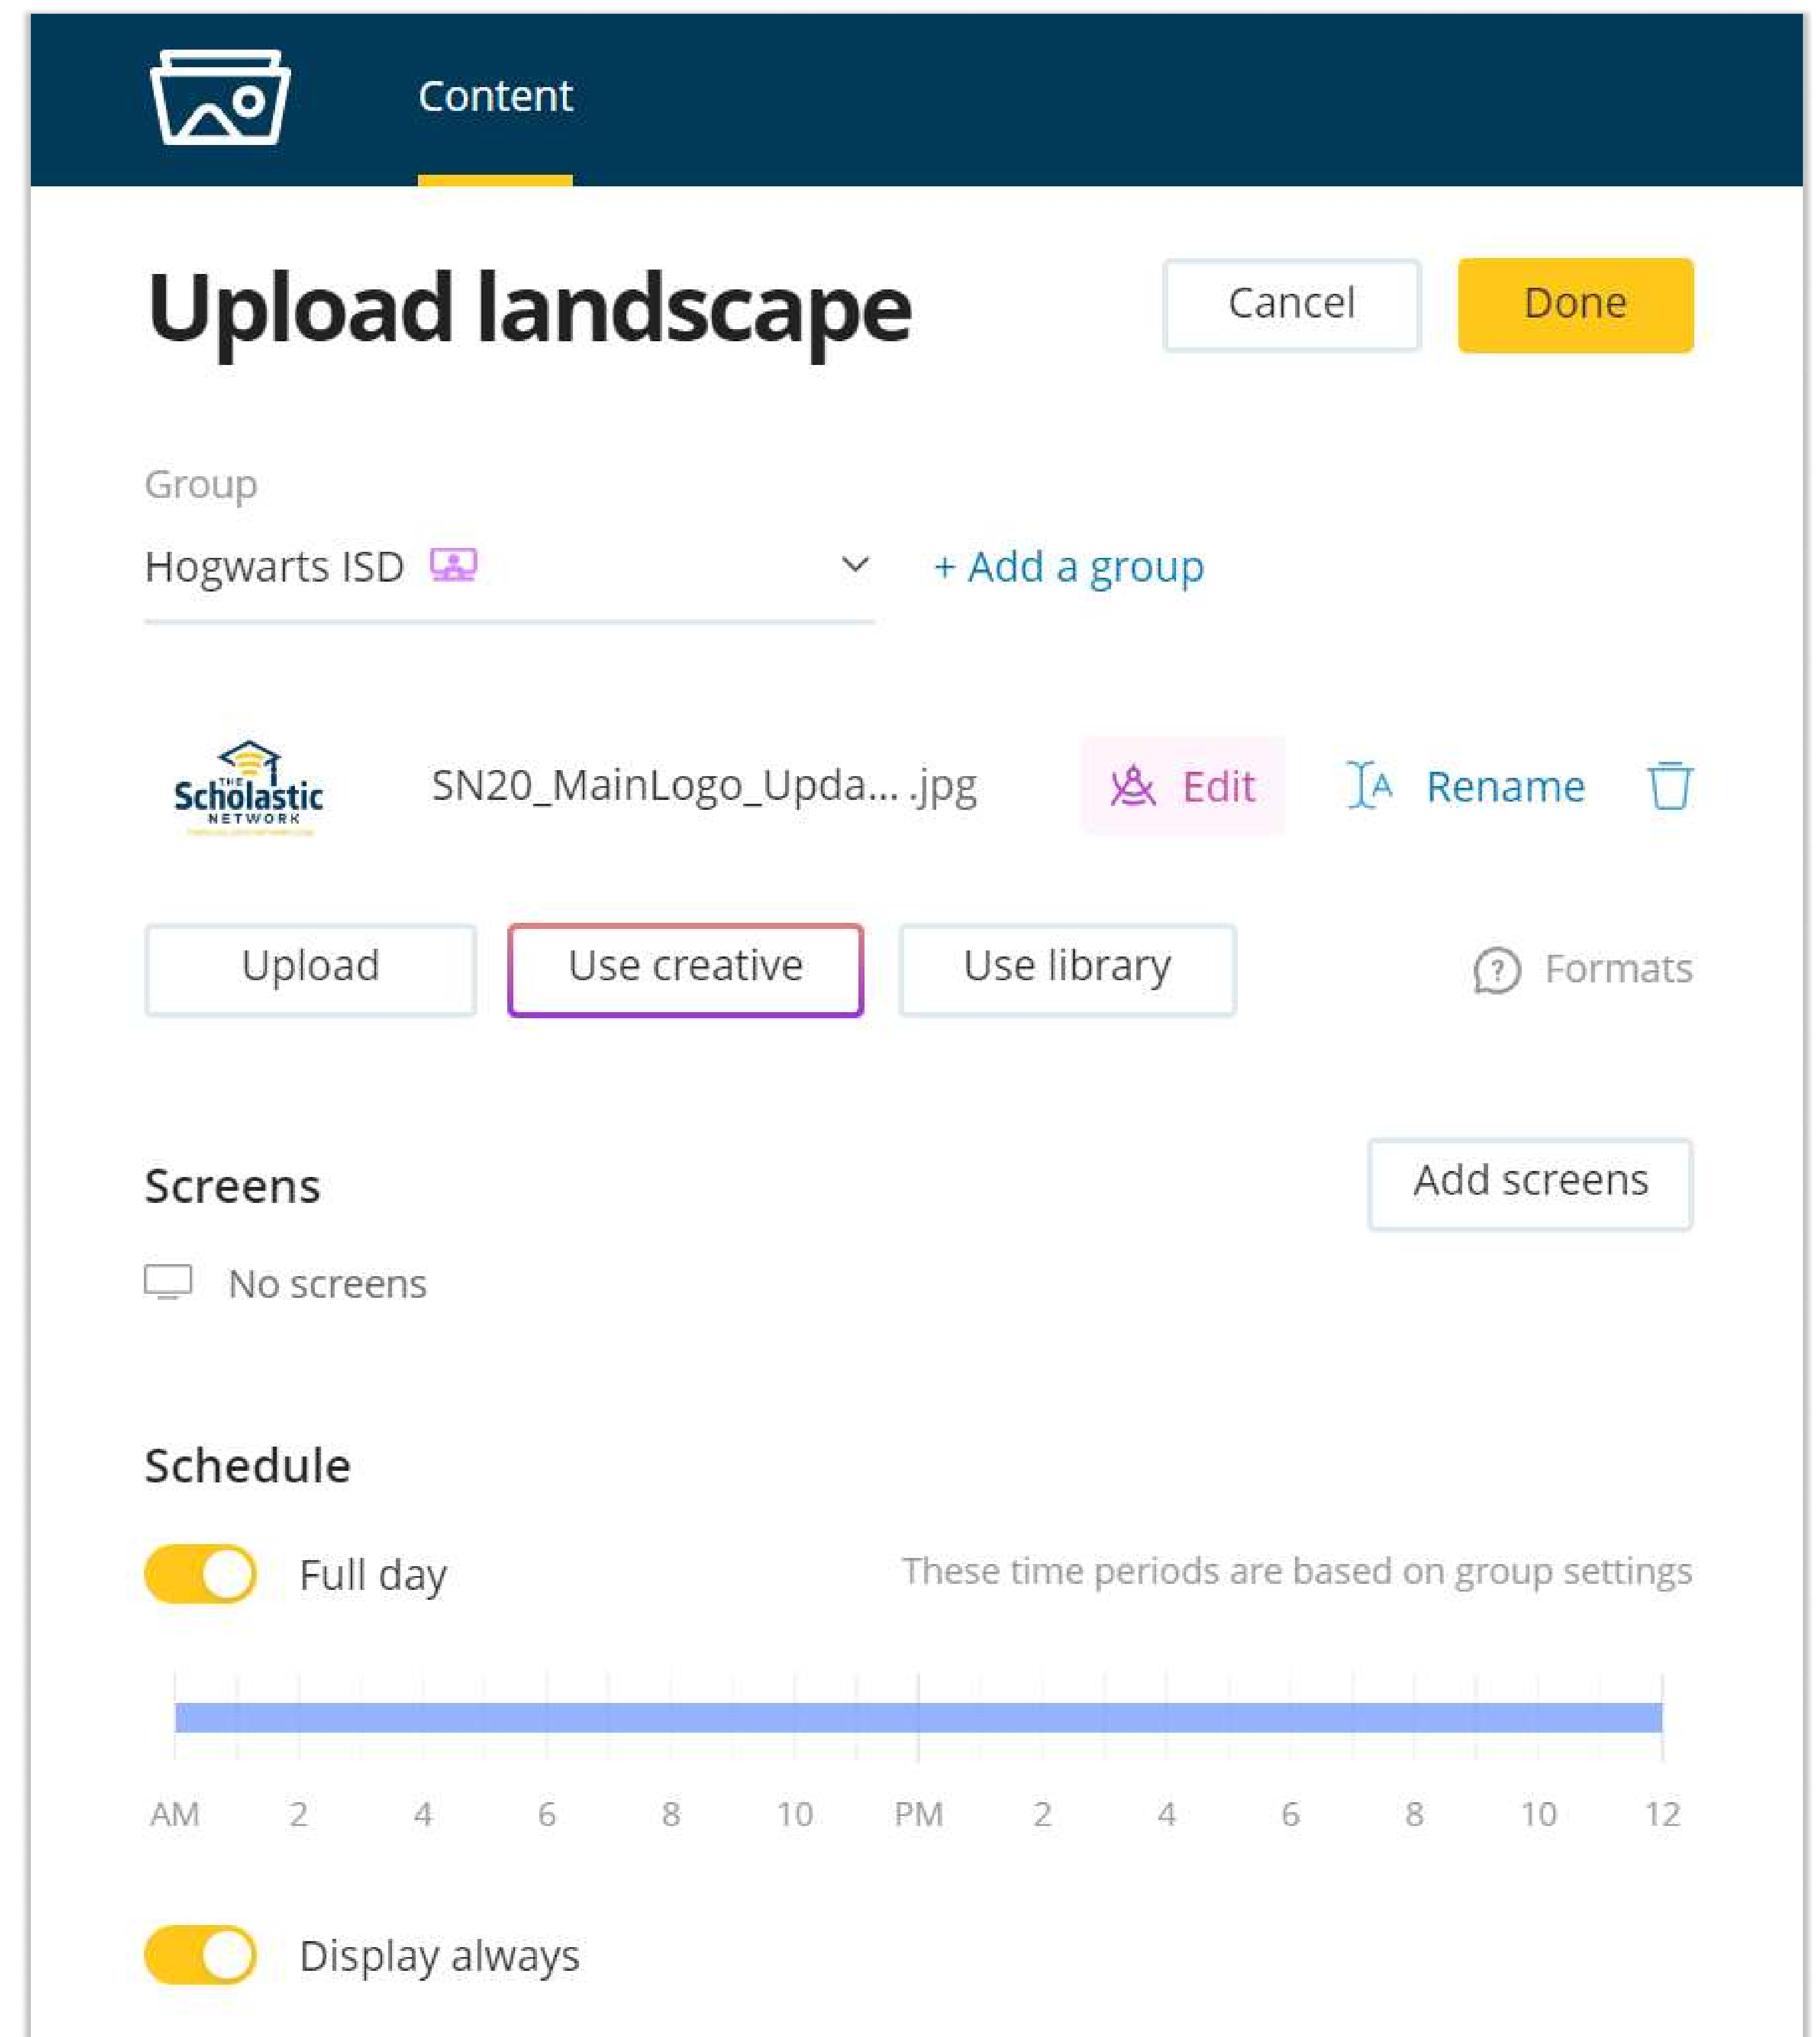 Content
Upload landscape
Cancel
Done
Group
Hogwarts ISD
+ Add a group
THE
Scholastic
NETWORK
SN20_MainLogo_Upda... .jpg
Edit
Rename
Upload
Use creative
Use library
Formats
Screens
Add screens
No screens
Schedule
Full day
These time periods are based on group settings
AM 2 4 6 8 10 PM 2 4 6 8 10 12
Display always